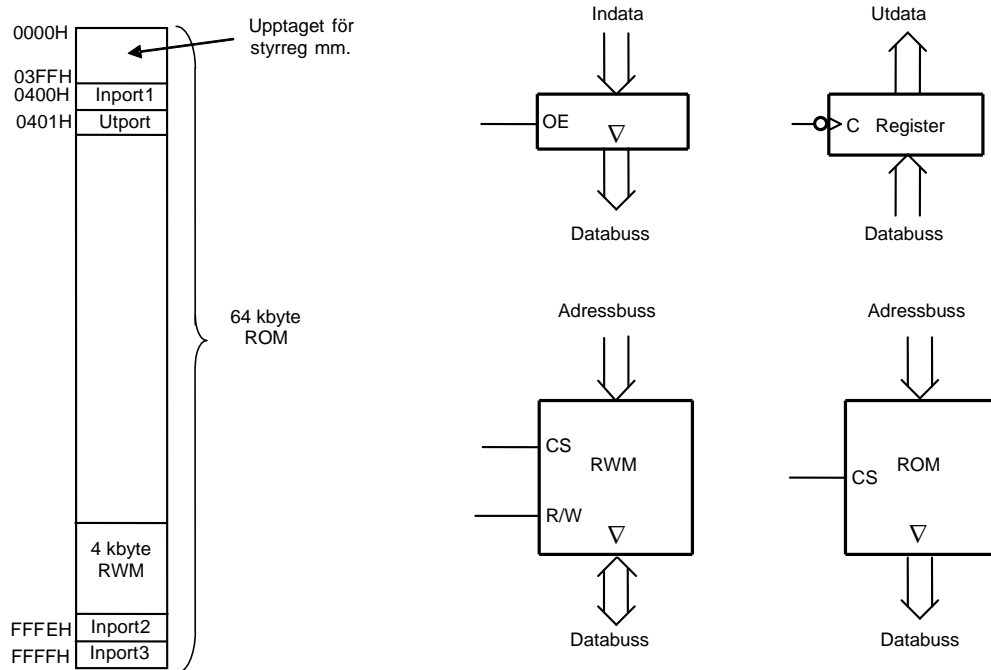 0000H
Upptaget för
styrreg mm.
03FFH
0400H
Inport1
0401H
Utport
64 kbyte
ROM
4 kbyte
RWM
FFFEH
Inport2
FFFFH
Inport3
Indata
OE
∇
Databuss
Utdata
C Register
Databuss
Adressbuss
CS
RWM
R/W
∇
Databuss
Adressbuss
CS
ROM
∇
Databuss